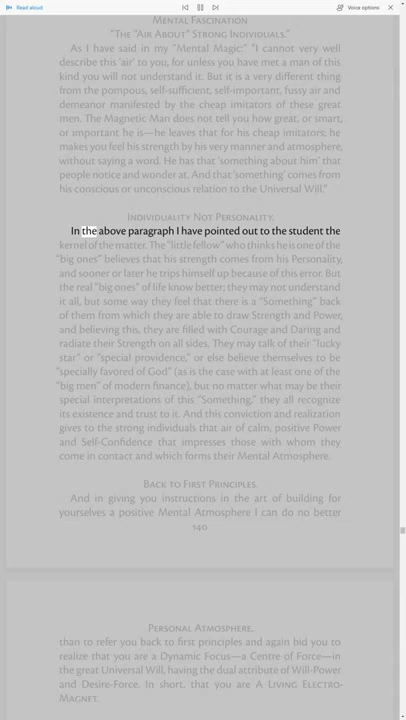 Read aloud
Voice options
MENTAL FASCINATION
"THE "AIR ABOUT" STRONG INDIVIDUALS."
As I have said in my "Mental Magic:" "I cannot very well
describe this 'air' to you, for unless you have met a man of this
kind you will not understand it. But it is a very different thing
from the pompous, self-sufficient, self-important, fussy air and
demeanor manifested by the cheap imitators of these great
men. The Magnetic Man does not tell you how great, or smart,
or important he is—he leaves that for his cheap imitators; he
makes you feel his strength by his very manner and atmosphere,
without saying a word. He has that 'something about him' that
people notice and wonder at. And that 'something' comes from
his conscious or unconscious relation to the Universal Will."
INDIVIDUALITY NOT PERSONALITY.
In the above paragraph I have pointed out to the student the
kernel of the matter. The "little fellow" who thinks he is one of the
"big ones" believes that his strength comes from his Personality,
and sooner or later he trips himself up because of this error. But
the real "big ones" of life know better; they may not understand
it all, but some way they feel that there is a "Something" back
of them from which they are able to draw Strength and Power,
and believing this, they are filled with Courage and Daring and
radiate their Strength on all sides. They may talk of their "lucky
star" or "special providence," or else believe themselves to be
"specially favored of God" (as is the case with at least one of the
"big men" of modern finance), but no matter what may be their
special interpretations of this "Something," they all recognize
its existence and trust to it. And this conviction and realization
gives to the strong individuals that air of calm, positive Power
and Self-Confidence that impresses those with whom they
come in contact and which forms their Mental Atmosphere.
BACK TO FIRST PRINCIPLES.
And in giving you instructions in the art of building for
yourselves a positive Mental Atmosphere I can do no better
140
PERSONAL ATMOSPHERE.
than to refer you back to first principles and again bid you to
realize that you are a Dynamic Focus—a Centre of Force—in
the great Universal Will, having the dual attribute of Will-Power
and Desire-Force. In short, that you are A LIVING ELECTRO-
MAGNET.